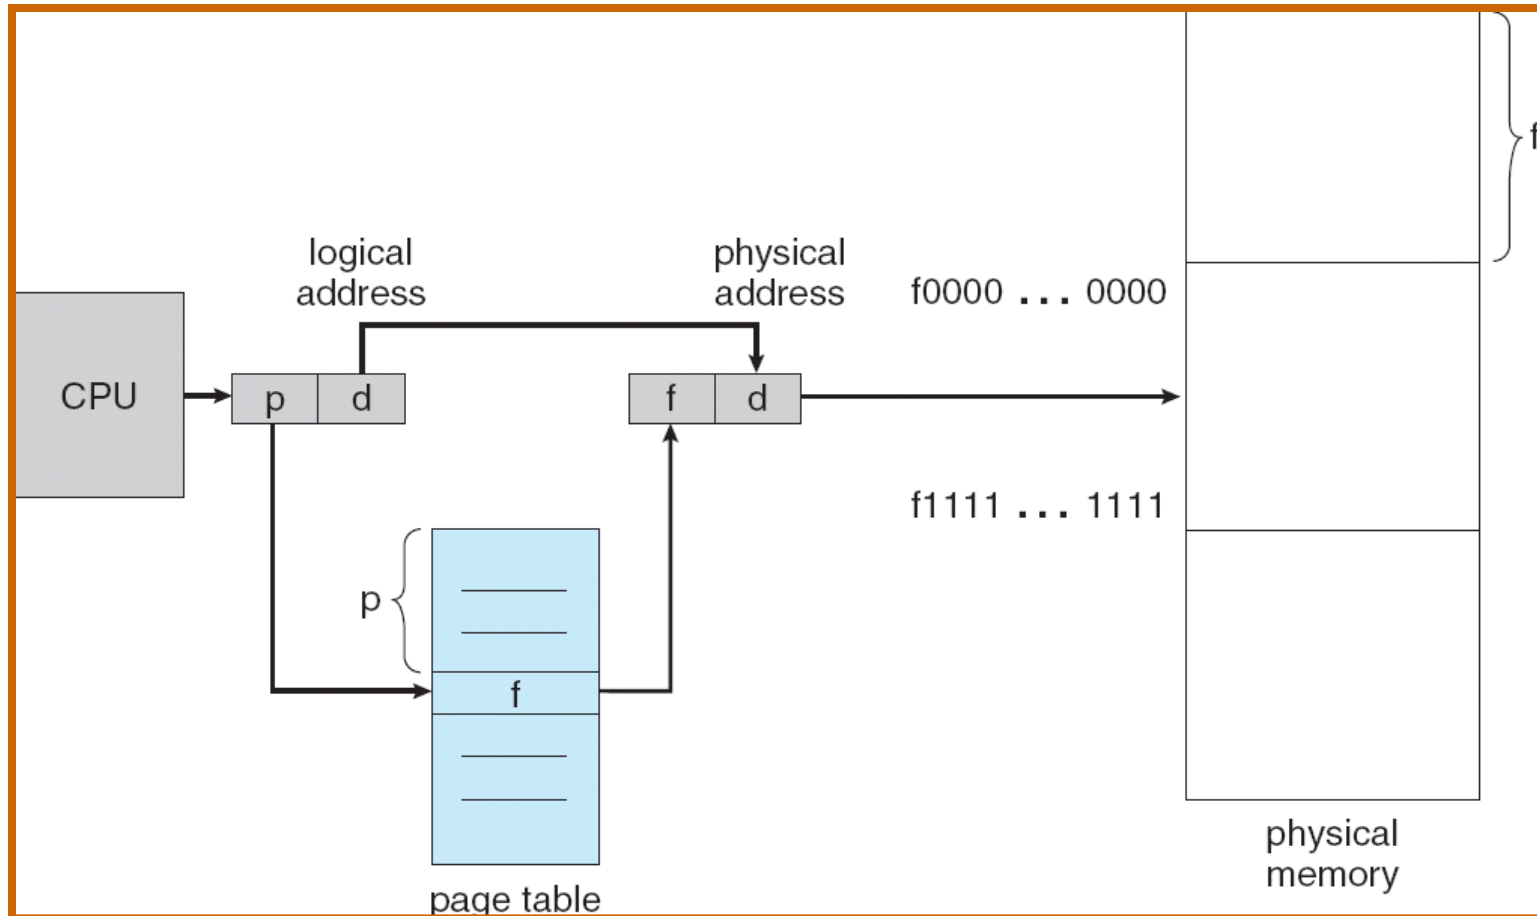 f
logical
address
physical
address
f0000 ... 0000
CPU
p
d
f
d
f1111 ... 1111
p
f
physical
memory
page table